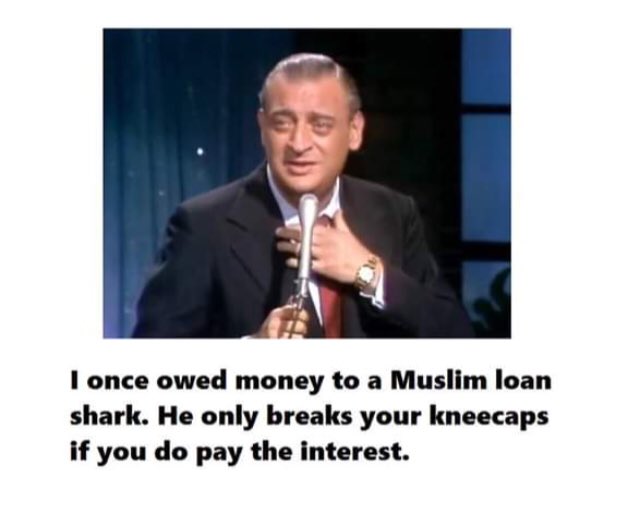 I once owed money to a Muslim loan
shark. He only breaks your kneecaps
if you do pay the interest.